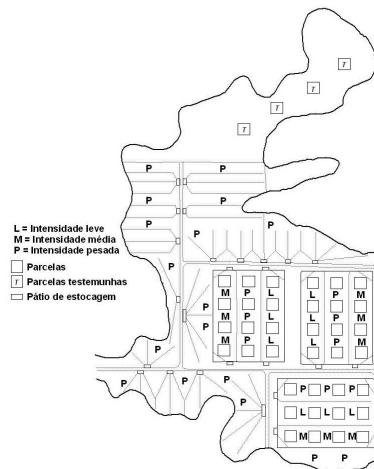 T
T
T
T
P P
P P
P
P P P
L = Intensidade leve
M = Intensidade média
P = Intensidade pesada
Parcelas
T Parcelas testemunhas
Pátio de estocagem
P
M P L L P M
P
M P L L P M
P
M P L L P M
M P L L P M
P
P P P
P P P
L L L
M M M
P P